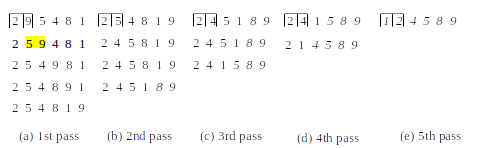 2 9 5 4 8 1
2 5 9 4 8 1
2 5 4 9 8 1
2 5 4 8 9 1
2 5 4 8 1 9
(a) 1st pass
2 5 4 8 1 9
2 4 5 8 1 9
2 4 5 8 1 9
2 4 5 1 8 9
(b) 2nd pass
2 4 5 1 8 9
2 4 5 1 8 9
2 4 1 5 8 9
(c) 3rd pass
2 4 1 5 8 9
2 1 4 5 8 9
(d) 4th pass
1 2 4 5 8 9
(e) 5th pass